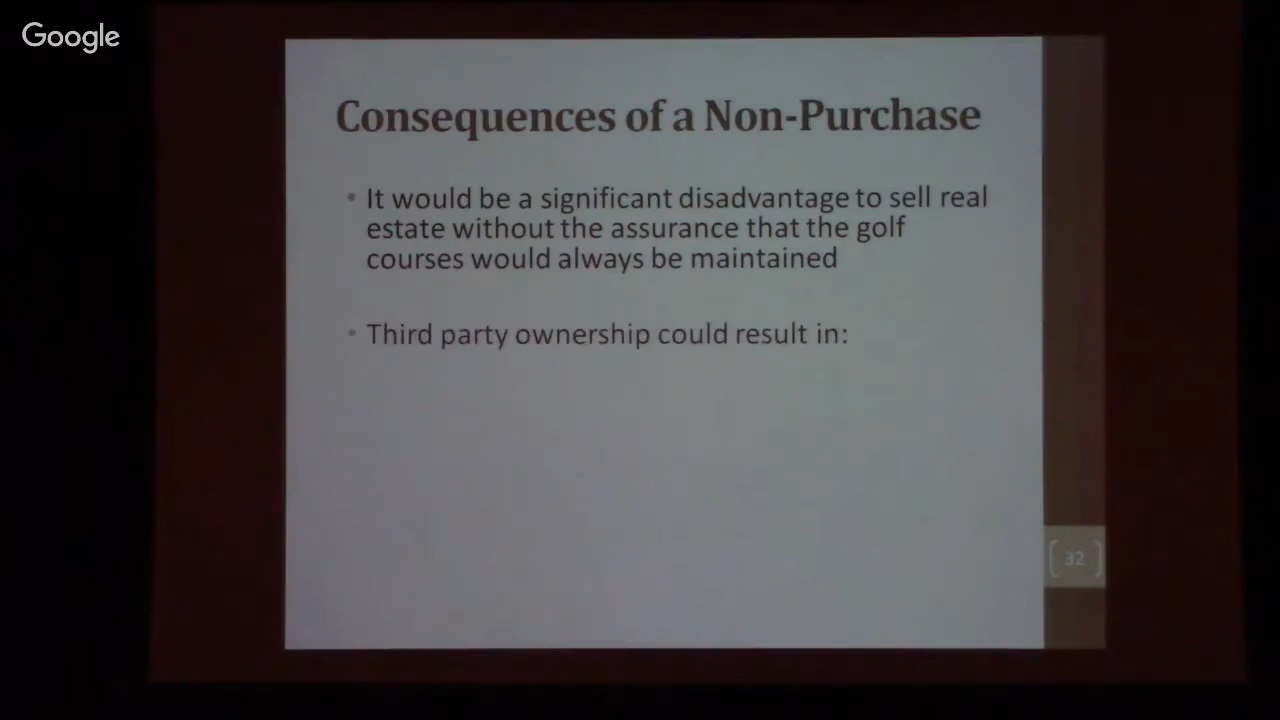 Google
Consequences of a Non-Purchase
• It would be a significant disadvantage to sell real
estate without the assurance that the golf
courses would always be maintained
• Third party ownership could result in:
32